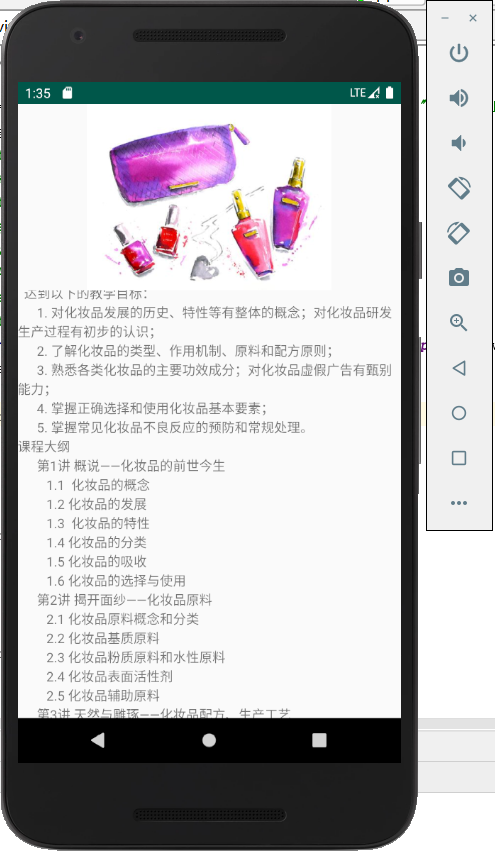 1:35
LTE
达到以下的教学目标：
1. 对化妆品发展的历史、特性等有整体的概念；对化妆品研发
生产过程有初步的认识；
2. 了解化妆品的类型、作用机制、原料和配方原则；
3. 熟悉各类化妆品的主要功效成分；对化妆品虚假广告有甄别
能力；
4. 掌握正确选择和使用化妆品基本要素；
5. 掌握常见化妆品不良反应的预防和常规处理。
课程大纲
第1讲 概说——化妆品的前世今生
1.1 化妆品的概念
1.2 化妆品的发展
1.3 化妆品的特性
1.4 化妆品的分类
1.5 化妆品的吸收
1.6 化妆品的选择与使用
第2讲 揭开面纱——化妆品原料
2.1 化妆品原料概念和分类
2.2 化妆品基质原料
2.3 化妆品粉质原料和水性原料
2.4 化妆品表面活性剂
2.5 化妆品辅助原料
第3讲 天然与雕琢——化妆品配方、生产工艺